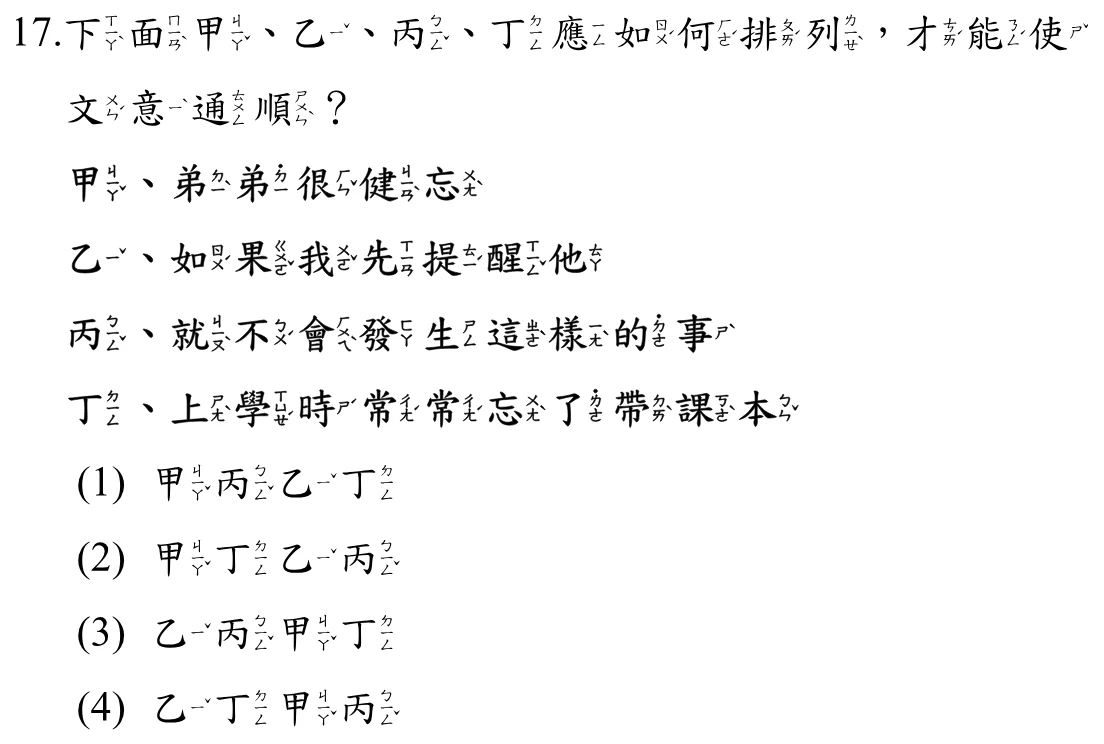 17.下面甲、乙、丙、丁應如何排列，才能使
文意通順？
甲、弟弟很健忘
乙、如果我先提醒他
丙、就不會發生這樣的事
丁、上學時常常忘了帶課本
(1) 甲丙乙丁
(2) 甲丁乙丙
(3) 乙丙甲丁
(4) 乙丁甲丙